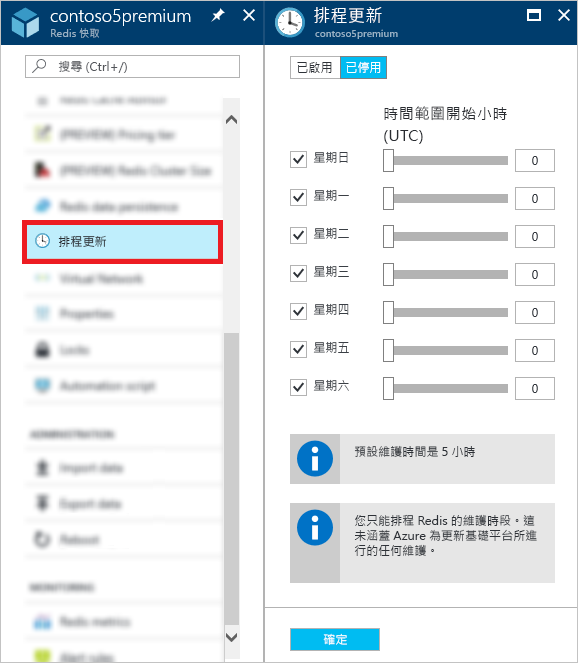 contoso5premium
Redis 快取
搜尋 (Ctrl+/)
(PREVIEW) Pricing tier
(PREVIEW) Redis Cluster Size
Redis data persistence
排程更新
Virtual Network
Properties
Locks
Automation script
ADMINISTRATION
Import data
Export data
Reboot
MONITORING
Redis metrics
Alert rules
排程更新
contoso5premium
已啟用 已停用
時間範圍開始小時
(UTC)
星期日 0
星期一 0
星期二 0
星期三 0
星期四 0
星期五 0
星期六 0
預設維護時間是 5 小時
您只能排程 Redis 的維護時段。這
未涵蓋 Azure 為更新基礎平台所進
行的任何維護。
確定